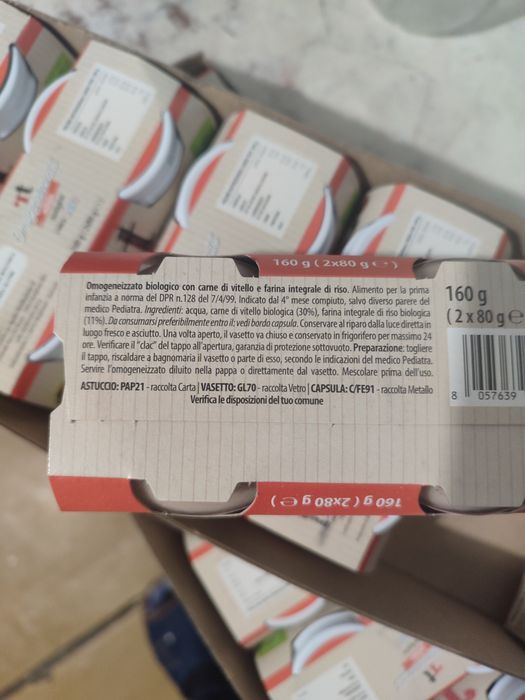 160 g ( 2x80 g e )
Omogeneizzato biologico con carne di vitello e farina integrale di riso. Alimento per la prima
infanzia a norma del DPR n.128 del 7/4/99. Indicato dal 4° mese compiuto, salvo diverso parere del
medico Pediatra. Ingredienti: acqua, carne di vitello biologica (30%), farina integrale di riso biologica
(11%). Da consumarsi preferibilmente entro il: vedi bordo capsula. Conservare al riparo dalla luce diretta in
luogo fresco e asciutto. Una volta aperto, il vasetto va chiuso e conservato in frigorifero per massimo 24
ore. Verificare il "clac" del tappo all'apertura, garanzia di protezione sottovuoto. Preparazione: togliere
il tappo, riscaldare a bagnomaria il vasetto o parte di esso, secondo le indicazioni del medico Pediatra.
Servire l'omogeneizzato diluito nella pappa o direttamente dal vasetto. Mescolare prima dell'uso.
ASTUCCIO: PAP21 - raccolta Carta | VASETTO: GL70 - raccolta Vetro | CAPSULA: C/FE91 - raccolta Metallo
Verifica le disposizioni del tuo comune
160 g
( 2 x 80 g e
8 057639
160 g ( 2x80 g e )